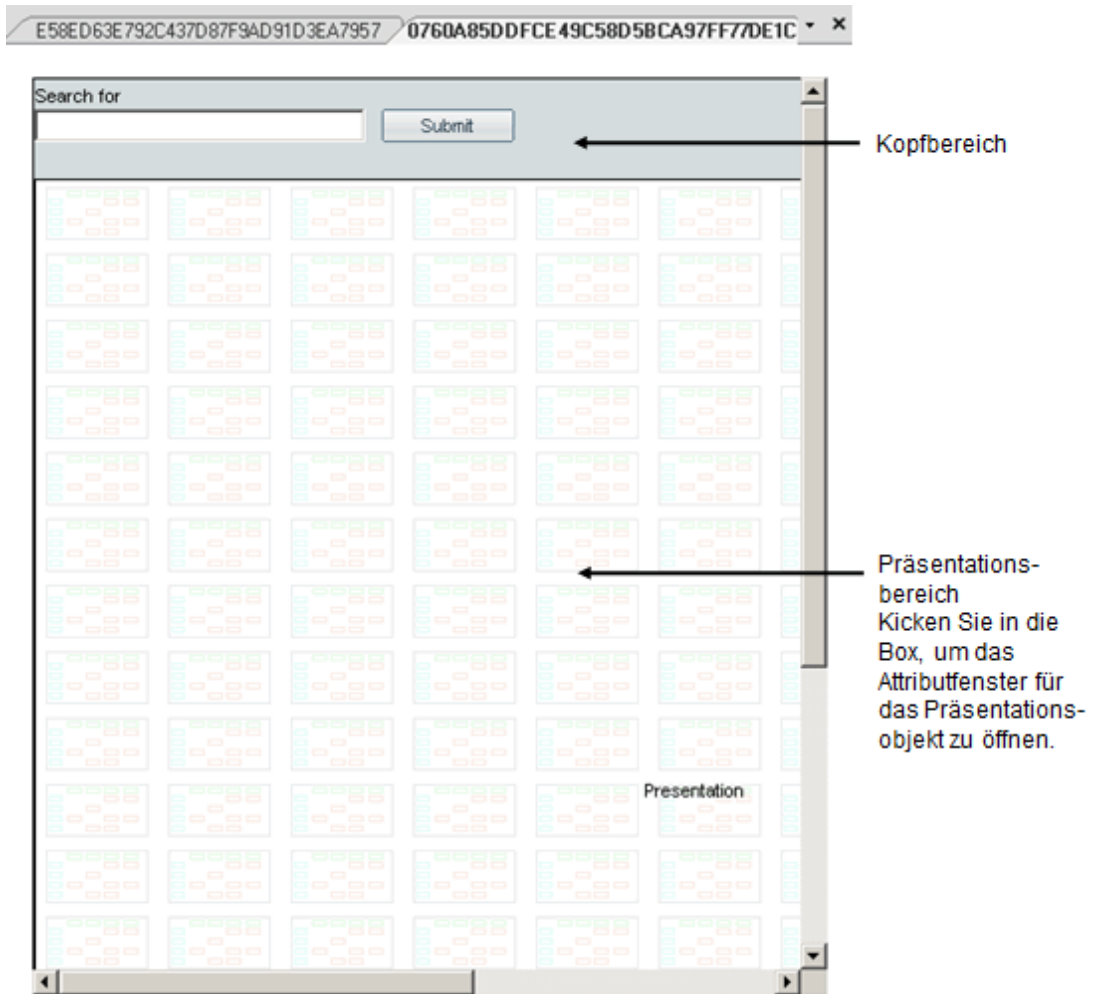 E58ED63E792C437D87F9AD91D3EA7957
0760A85DDFCE49C58D5BCA97FF77DE1C
Search for
Submit
Kopfbereich
Präsentations-
bereich
Kicken Sie in die
Box, um das
Attributfenster für
das Präsentations-
objekt zu öffnen.
Presentation